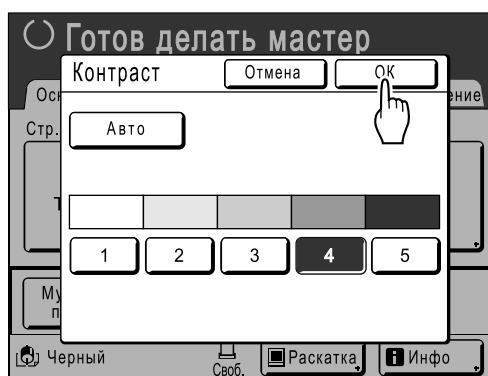 Готов делать мастер
Контраст Отмена OK
Стр.
Авто
1 2 3 4 5
Черный Своб. Раскатка Инфо